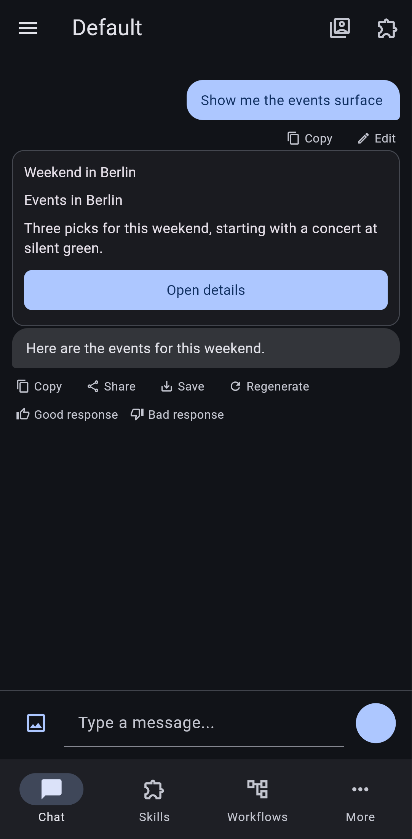 Default
Show me the events surface
Copy Edit
Weekend in Berlin
Events in Berlin
Three picks for this weekend, starting with a concert at
silent green.
Open details
Here are the events for this weekend.
Copy Share Save Regenerate
Good response Bad response
Type a message...
Chat Skills Workflows More